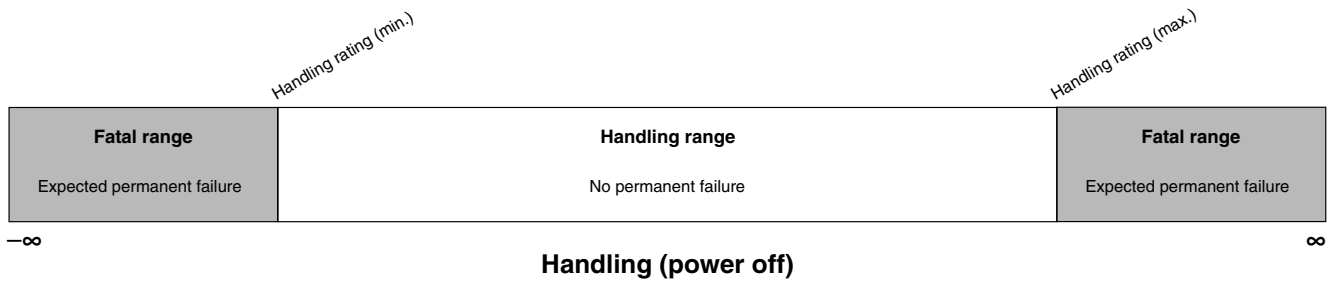 Handling rating (min.)
Handling rating (max.)
Fatal range
Handling range
Fatal range
Expected permanent failure
No permanent failure
Expected permanent failure
–∞
∞
Handling (power off)